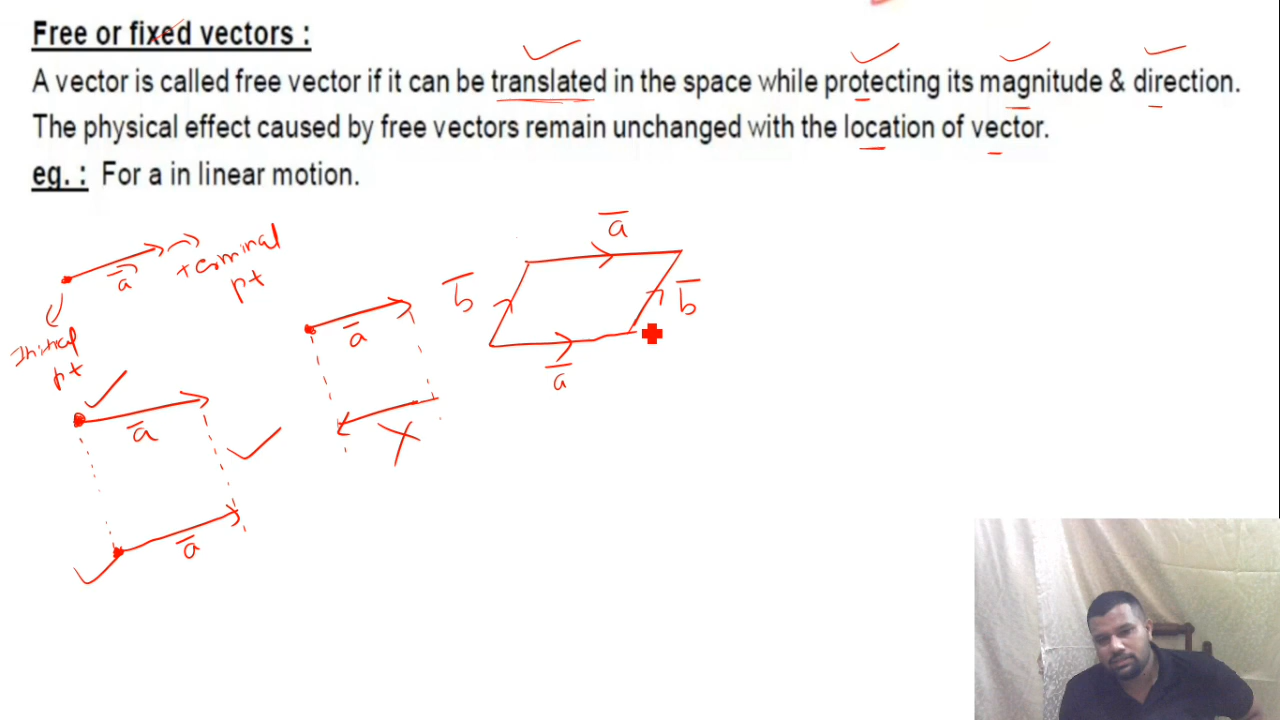 Free or fixed vectors :
A vector is called free vector if it can be translated in the space while protecting its magnitude & direction.
The physical effect caused by free vectors remain unchanged with the location of vector.
eg. : For a in linear motion.
a
terminal
pt
Initial
pt
a
a
a
a
b
b
a